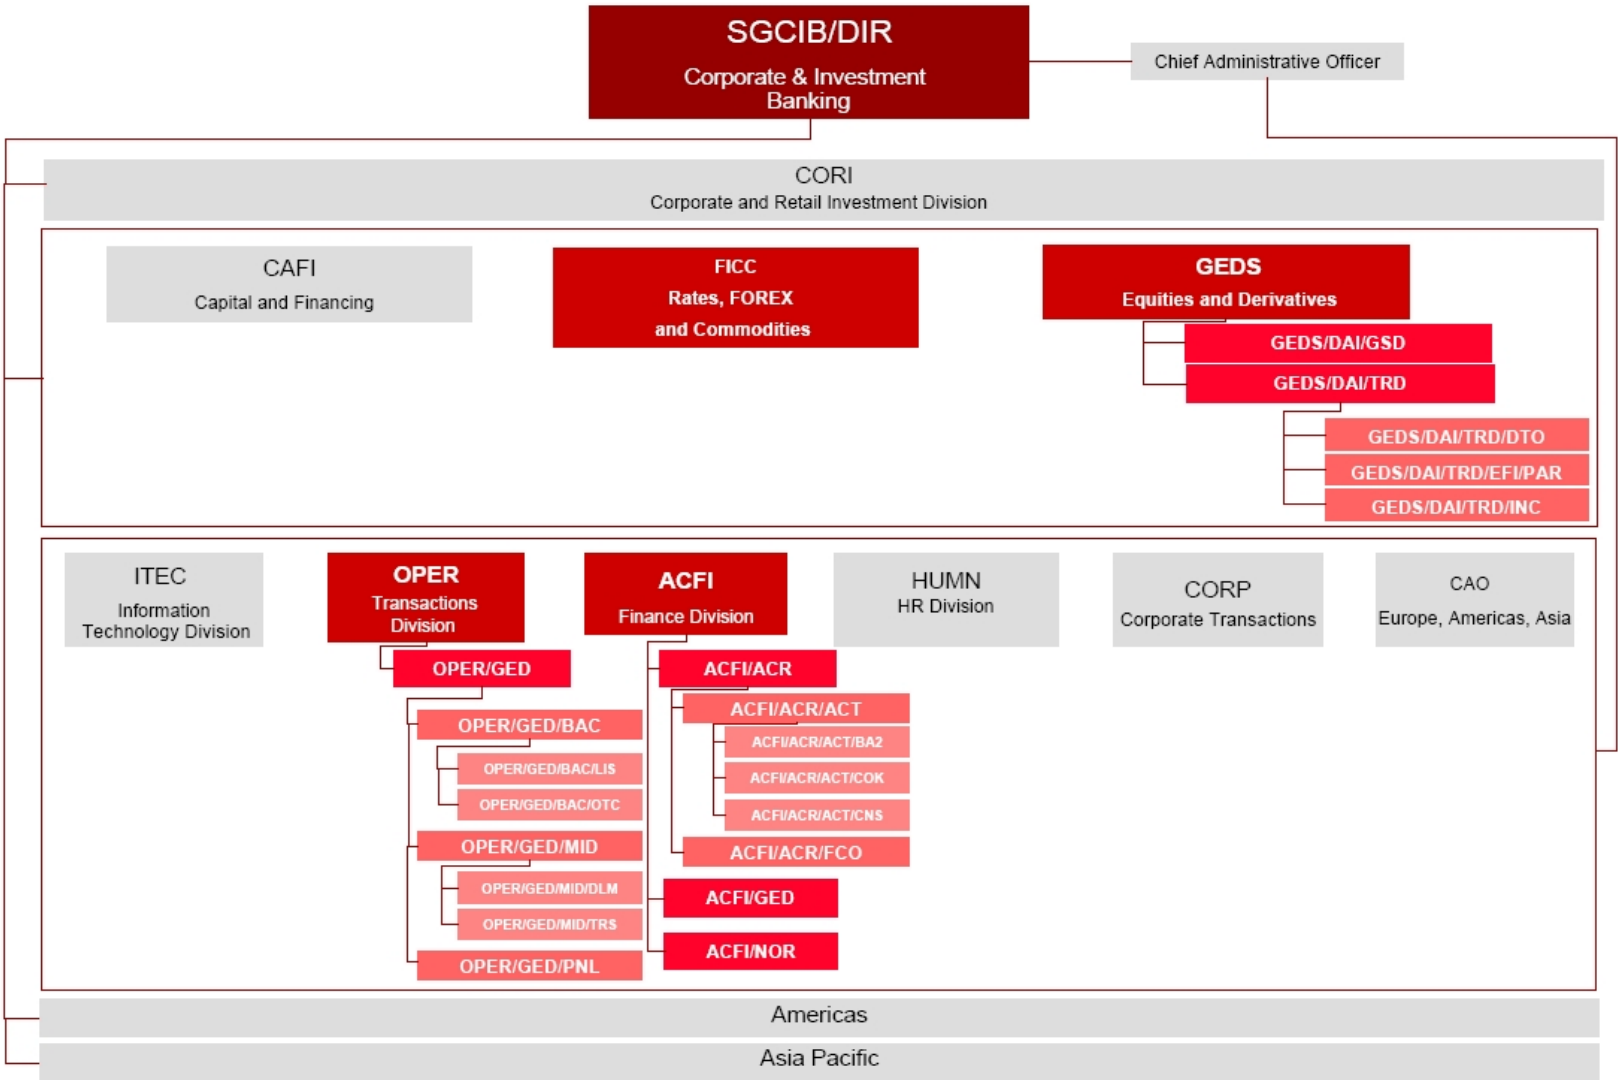 SGCIB/DIR
Corporate & Investment
Banking
Chief Administrative Officer
CORI
Corporate and Retail Investment Division
CAFI
Capital and Financing
FICC
Rates, FOREX
and Commodities
GEDS
Equities and Derivatives
GEDS/DAI/GSD
GEDS/DAI/TRD
GEDS/DAI/TRD/DTO
GEDS/DAI/TRD/EFI/PAR
GEDS/DAI/TRD/INC
ITEC
Information
Technology Division
OPER
Transactions
Division
OPER/GED
OPER/GED/BAC
OPER/GED/BAC/LIS
OPER/GED/BAC/OTC
OPER/GED/MID
OPER/GED/MID/DLM
OPER/GED/MID/TRS
OPER/GED/PNL
ACFI
Finance Division
ACFI/ACR
ACFI/ACR/ACT
ACFI/ACR/ACT/BA2
ACFI/ACR/ACT/COK
ACFI/ACR/ACT/CNS
ACFI/ACR/FCO
ACFI/GED
ACFI/NOR
HUMN
HR Division
CORP
Corporate Transactions
CAO
Europe, Americas, Asia
Americas
Asia Pacific